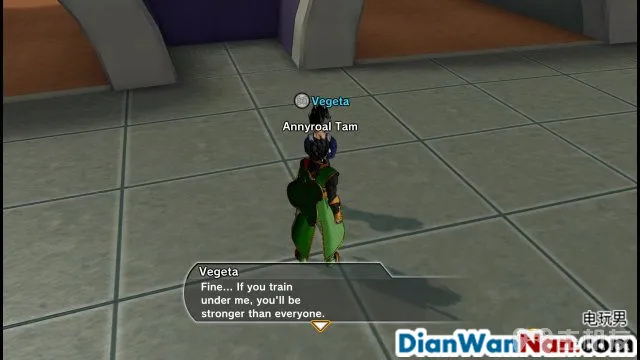 Vegeta
Annyroal Tam
Vegeta
Fine... If you train
under me, you'll be
stronger than everyone.
电玩男
DianWanNan.com